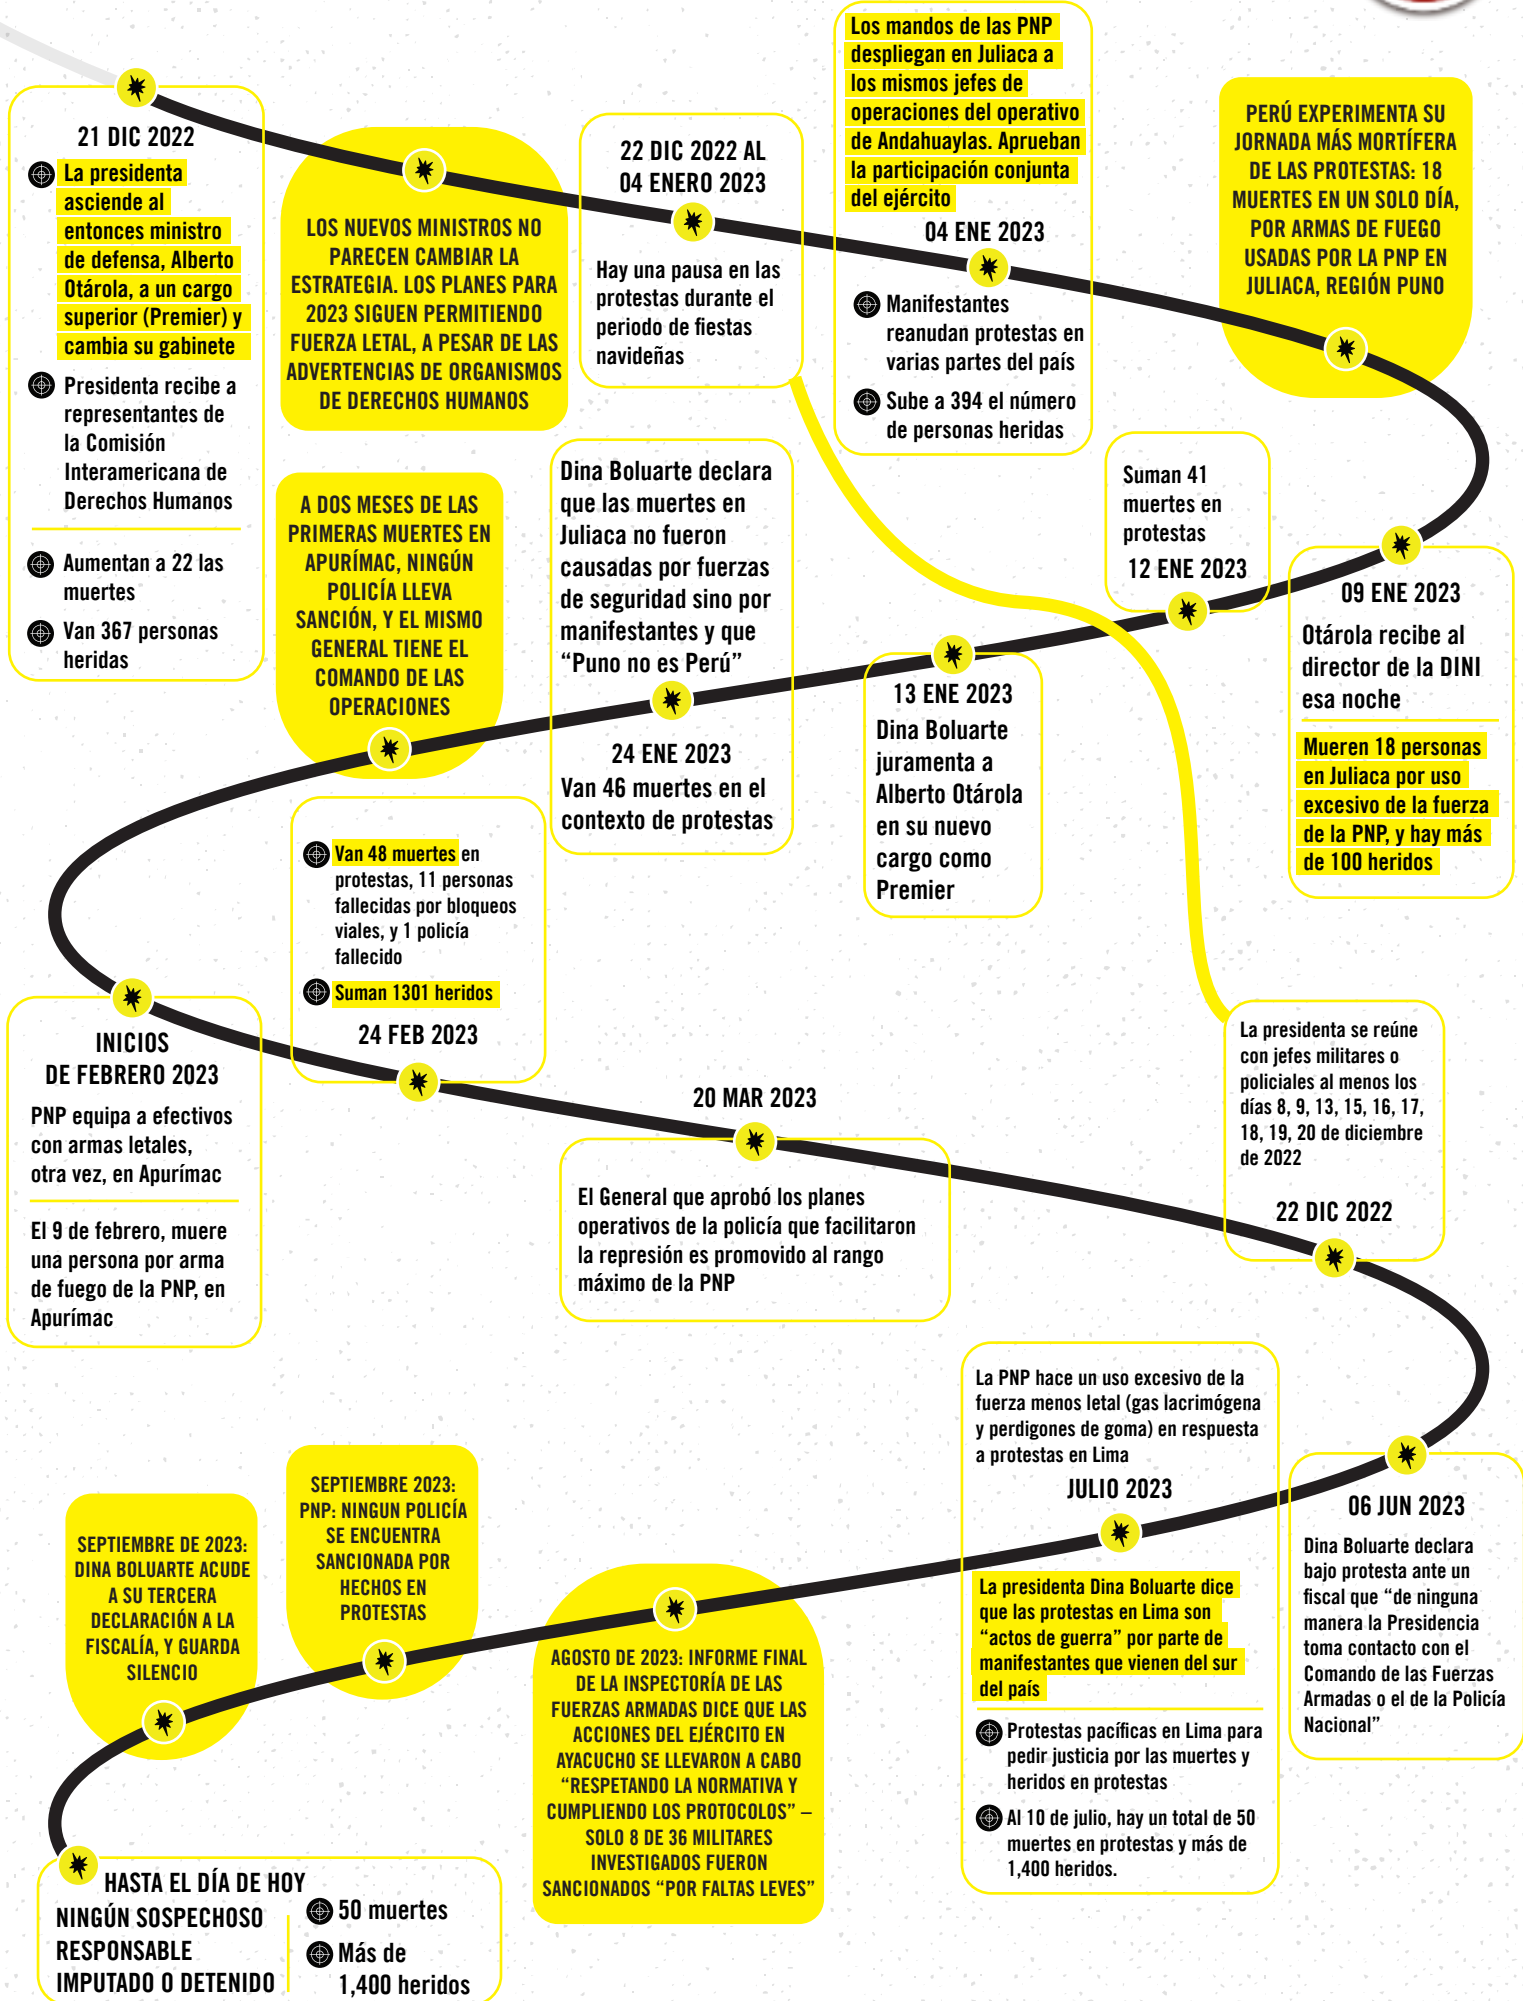 21 DIC 2022
La presidenta
asciende al
entonces ministro
de defensa, Alberto
Otárola, a un cargo
superior (Premier) y
cambia su gabinete
Presidenta recibe a
representantes de
la Comisión
Interamericana de
Derechos Humanos
Aumentan a 22 las
muertes
Van 367 personas
heridas
LOS NUEVOS MINISTROS NO
PARECEN CAMBIAR LA
ESTRATEGIA. LOS PLANES PARA
2023 SIGUEN PERMITIENDO
FUERZA LETAL, A PESAR DE LAS
ADVERTENCIAS DE ORGANISMOS
DE DERECHOS HUMANOS
22 DIC 2022 AL
04 ENERO 2023
Hay una pausa en las
protestas durante el
periodo de fiestas
navideñas
Los mandos de las PNP
despliegan en Juliaca a
los mismos jefes de
operaciones del operativo
de Andahuaylas. Aprueban
la participación conjunta
del ejército
04 ENE 2023
Manifestantes
reanudan protestas en
varias partes del país
Sube a 394 el número
de personas heridas
PERÚ EXPERIMENTA SU
JORNADA MÁS MORTÍFERA
DE LAS PROTESTAS: 18
MUERTES EN UN SOLO DÍA,
POR ARMAS DE FUEGO
USADAS POR LA PNP EN
JULIACA, REGIÓN PUNO
09 ENE 2023
Otárola recibe al
director de la DINI
esa noche
Mueren 18 personas
en Juliaca por uso
excesivo de la fuerza
de la PNP, y hay más
de 100 heridos
Suman 41
muertes en
protestas
12 ENE 2023
13 ENE 2023
Dina Boluarte
juramenta a
Alberto Otárola
en su nuevo
cargo como
Premier
Dina Boluarte declara
que las muertes en
Juliaca no fueron
causadas por fuerzas
de seguridad sino por
manifestantes y que
“Puno no es Perú”
24 ENE 2023
Van 46 muertes en el
contexto de protestas
A DOS MESES DE LAS
PRIMERAS MUERTES EN
APURÍMAC, NINGÚN
POLICÍA LLEVA
SANCIÓN, Y EL MISMO
GENERAL TIENE EL
COMANDO DE LAS
OPERACIONES
INICIOS
DE FEBRERO 2023
PNP equipa a efectivos
con armas letales,
otra vez, en Apurímac
El 9 de febrero, muere
una persona por arma
de fuego de la PNP, en
Apurímac
Van 48 muertes en
protestas, 11 personas
fallecidas por bloqueos
viales, y 1 policía
fallecido
Suman 1301 heridos
24 FEB 2023
20 MAR 2023
El General que aprobó los planes
operativos de la policía que facilitaron
la represión es promovido al rango
máximo de la PNP
La presidenta se reúne
con jefes militares o
policiales al menos los
días 8, 9, 13, 15, 16, 17,
18, 19, 20 de diciembre
de 2022
22 DIC 2022
06 JUN 2023
Dina Boluarte declara
bajo protesta ante un
fiscal que “de ninguna
manera la Presidencia
toma contacto con el
Comando de las Fuerzas
Armadas o el de la Policía
Nacional”
La PNP hace un uso excesivo de la
fuerza menos letal (gas lacrimógena
y perdigones de goma) en respuesta
a protestas en Lima
JULIO 2023
La presidenta Dina Boluarte dice
que las protestas en Lima son
“actos de guerra” por parte de
manifestantes que vienen del sur
del país
Protestas pacíficas en Lima para
pedir justicia por las muertes y
heridos en protestas
Al 10 de julio, hay un total de 50
muertes en protestas y más de
1,400 heridos.
AGOSTO DE 2023: INFORME FINAL
DE LA INSPECTORÍA DE LAS
FUERZAS ARMADAS DICE QUE LAS
ACCIONES DEL EJÉRCITO EN
AYACUCHO SE LLEVARON A CABO
“RESPETANDO LA NORMATIVA Y
CUMPLIENDO LOS PROTOCOLOS” –
SOLO 8 DE 36 MILITARES
INVESTIGADOS FUERON
SANCIONADOS “POR FALTAS LEVES”
SEPTIEMBRE 2023:
PNP: NINGUN POLICÍA
SE ENCUENTRA
SANCIONADA POR
HECHOS EN
PROTESTAS
SEPTIEMBRE DE 2023:
DINA BOLUARTE ACUDE
A SU TERCERA
DECLARACIÓN A LA
FISCALÍA, Y GUARDA
SILENCIO
HASTA EL DÍA DE HOY
NINGÚN SOSPECHOSO
RESPONSABLE
IMPUTADO O DETENIDO
50 muertes
Más de
1,400 heridos